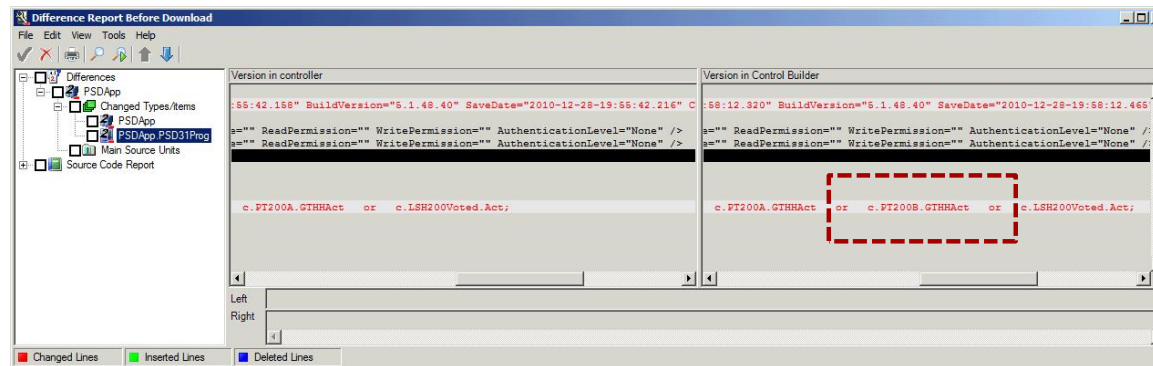 Difference Report Before Download
File Edit View Tools Help
Differences
PSDApp
Changed Types/items
PSDApp
PSDApp.PSD31Prog
Main Source Units
Source Code Report
Version in controller
:55:42.158" BuildVersion="5.1.48.40" SaveDate="2010-12-28-19:55:42.216" C
e="" ReadPermission="" WritePermission="" AuthenticationLevel="None" />
e="" ReadPermission="" WritePermission="" AuthenticationLevel="None" />
c.PT200A.GTHHAct or c.LSH200Voted.Act;
Version in Control Builder
:58:12.320" BuildVersion="5.1.48.40" SaveDate="2010-12-28-19:58:12.465"
e="" ReadPermission="" WritePermission="" AuthenticationLevel="None" /
e="" ReadPermission="" WritePermission="" AuthenticationLevel="None" /
c.PT200A.GTHHAct or c.PT200B.GTHHAct or c.LSH200Voted.Act;
Left
Right
Changed Lines Inserted Lines Deleted Lines